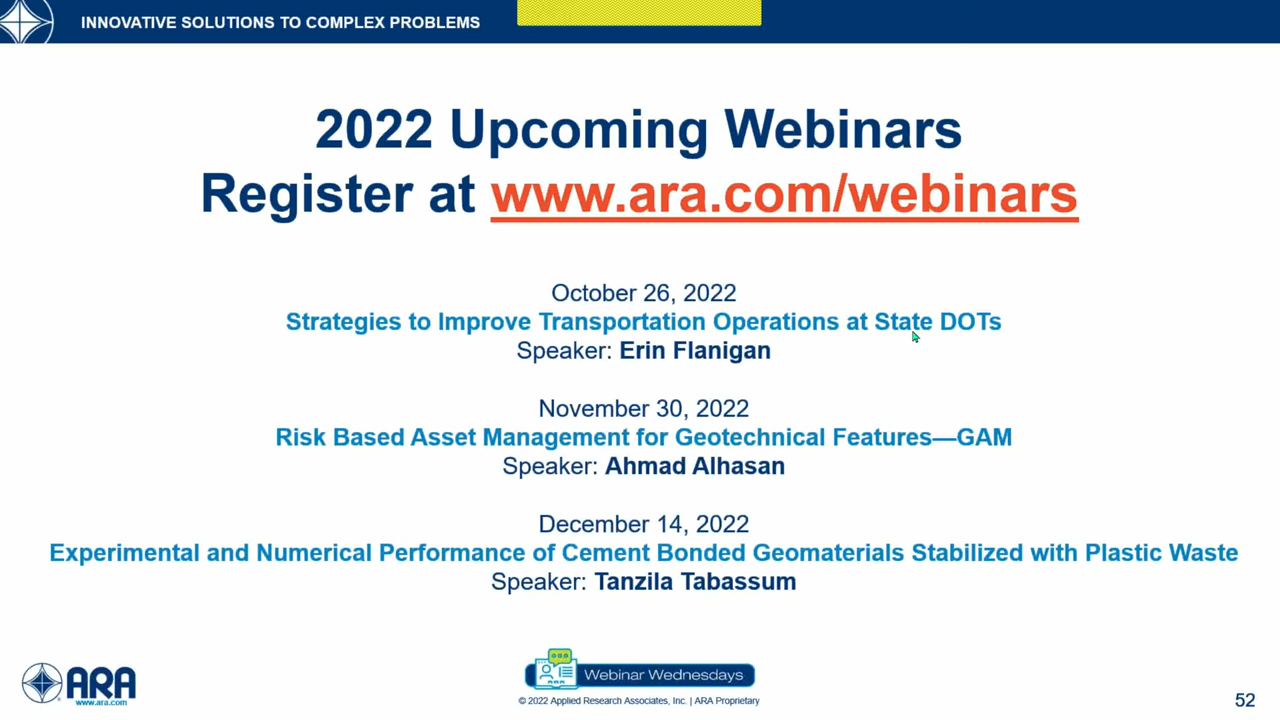 INNOVATIVE SOLUTIONS TO COMPLEX PROBLEMS
2022 Upcoming Webinars
Register at www.ara.com/webinars
October 26, 2022
Strategies to Improve Transportation Operations at State DOTs
Speaker: Erin Flanigan
November 30, 2022
Risk Based Asset Management for Geotechnical Features—GAM
Speaker: Ahmad Alhasan
December 14, 2022
Experimental and Numerical Performance of Cement Bonded Geomaterials Stabilized with Plastic Waste
Speaker: Tanzila Tabassum
ARA
www.ara.com
Webinar Wednesdays
© 2022 Applied Research Associates, Inc. | ARA Proprietary
52